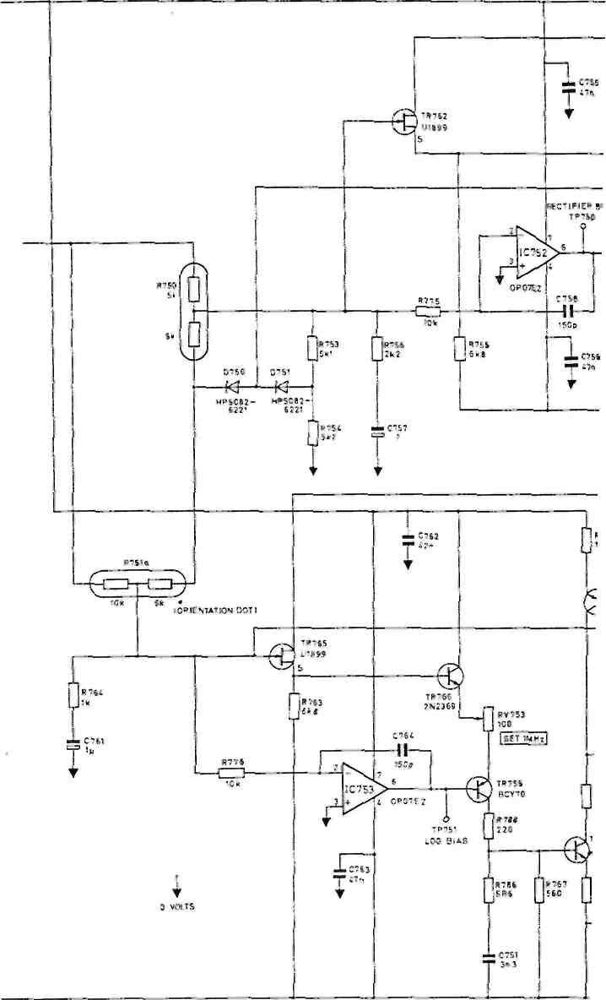 C755
47n
TR762
U1899
S
RECTIFIER
TP750
2
7
IC752
6
3
4
+
OP07EZ
R750
5k
5k
R775
10k
C758
150p
R753
5k1
R756
2k2
R755
6k8
C759
47n
D750
D751
HP5082-
6221
HP5082-
6221
R754
C757
C762
R751a
10k
5k
*
(ORIENTATION DOT)
TR765
U1899
S
R764
1k
R763
6k8
TR766
2N2369
RV753
100
SET 1MHz
C761
1µ
C764
150p
R776
10k
2
7
IC753
6
3
4
+
OP07EZ
TR755
BCY70
TP751
LOG BIAS
R788
220
C763
47n
R786
5R6
R767
560
0 VOLTS
C751
3n3